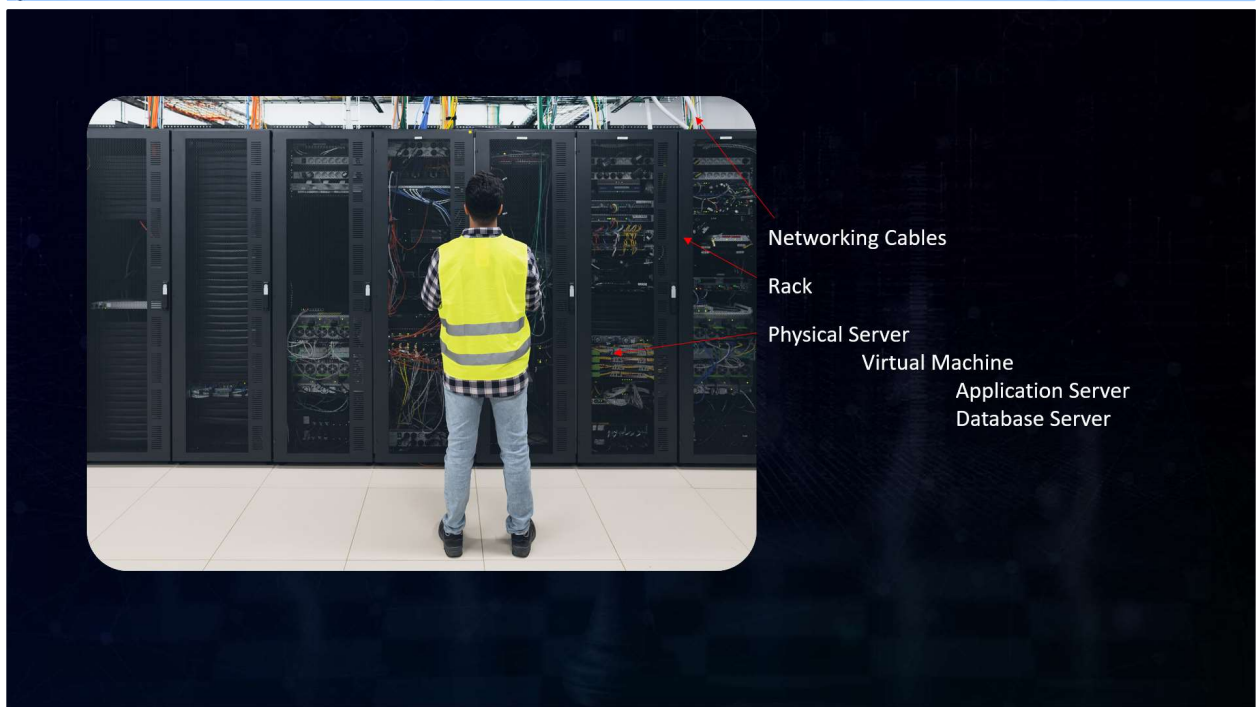 Networking Cables
Rack
Physical Server
Virtual Machine
Application Server
Database Server